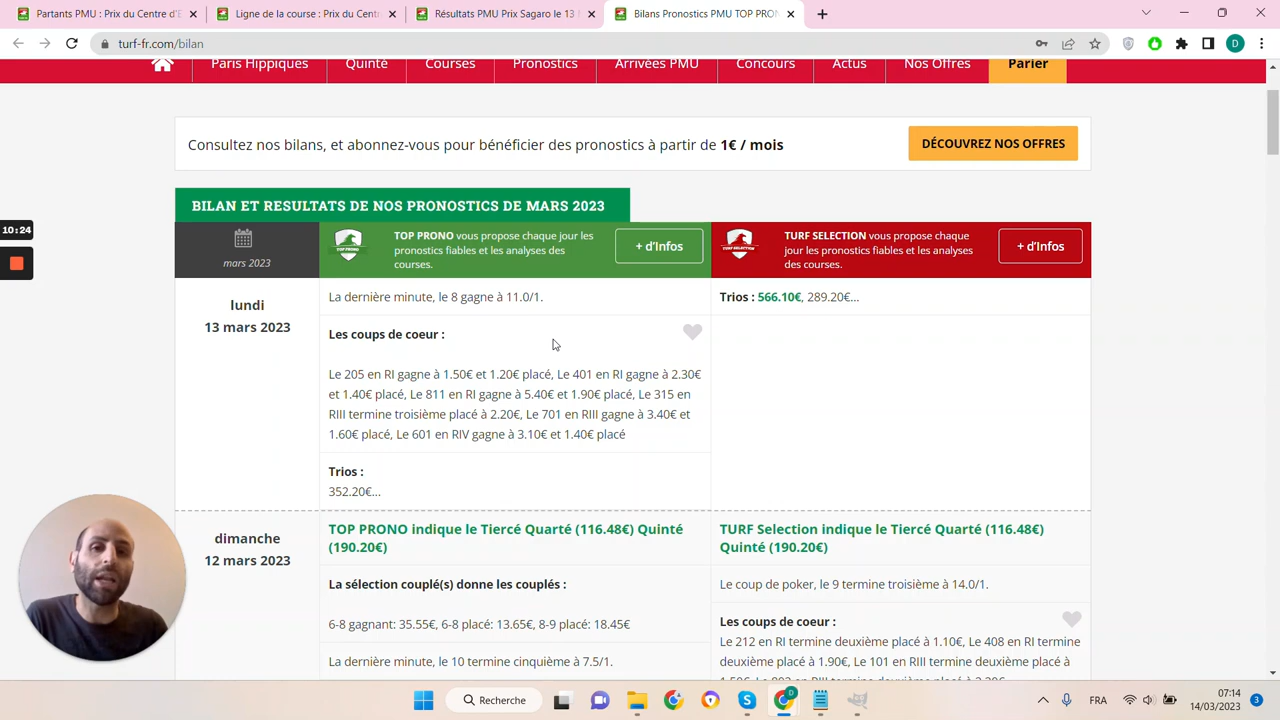 Partants PMU : Prix du Centre d'E
Ligne de la course : Prix du Centr
Résultats PMU Prix Sagaro le 13
Bilans Pronostics PMU TOP PRON
turf-fr.com/bilan
D
Paris Hippiques
Quinté
Courses
Pronostics
Arrivées PMU
Concours
Actus
Nos Offres
Parier
Consultez nos bilans, et abonnez-vous pour bénéficier des pronostics à partir de 1€ / mois
DÉCOUVREZ NOS OFFRES
BILAN ET RESULTATS DE NOS PRONOSTICS DE MARS 2023
mars 2023
TOP PRONO
TOP PRONO vous propose chaque jour les
pronostics fiables et les analyses des
courses.
+ d'Infos
TURF SELECTION
TURF SELECTION vous propose chaque
jour les pronostics fiables et les analyses
des courses.
+ d'Infos
10:24
lundi
13 mars 2023
La dernière minute, le 8 gagne à 11.0/1.
Les coups de coeur :
Le 205 en RI gagne à 1.50€ et 1.20€ placé, Le 401 en RI gagne à 2.30€
et 1.40€ placé, Le 811 en RI gagne à 5.40€ et 1.90€ placé, Le 315 en
RIII termine troisième placé à 2.20€, Le 701 en RIII gagne à 3.40€ et
1.60€ placé, Le 601 en RIV gagne à 3.10€ et 1.40€ placé
Trios :
352.20€...
Trios : 566.10€, 289.20€...
dimanche
12 mars 2023
TOP PRONO indique le Tiercé Quarté (116.48€) Quinté
(190.20€)
La sélection couplé(s) donne les couplés :
6-8 gagnant: 35.55€, 6-8 placé: 13.65€, 8-9 placé: 18.45€
La dernière minute, le 10 termine cinquième à 7.5/1.
TURF Selection indique le Tiercé Quarté (116.48€)
Quinté (190.20€)
Le coup de poker, le 9 termine troisième à 14.0/1.
Les coups de coeur :
Le 212 en RI termine deuxième placé à 1.10€, Le 408 en RI termine
deuxième placé à 1.90€, Le 101 en RIII termine deuxième placé à
Recherche
FRA
07:14
14/03/2023
3